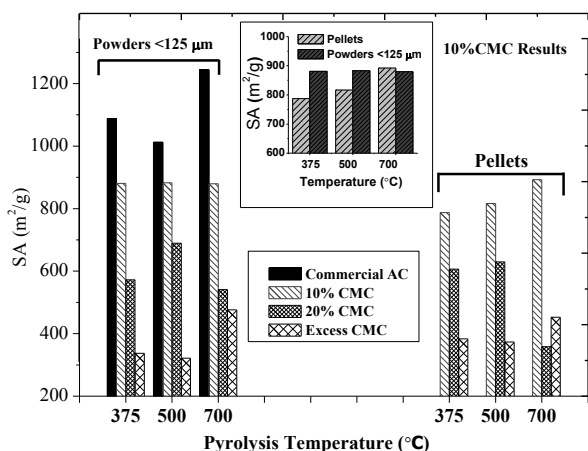 1400
1200
1000
800
600
400
200
SA (m²/g)
Powders <125 μm
Pellets
Powders <125 μm
1000
900
800
700
600
SA (m²/g)
375 500 700
Temperature (°C)
10%CMC Results
Pellets
Commercial AC
10% CMC
20% CMC
Excess CMC
375 500 700 375 500 700
Pyrolysis Temperature (°C)